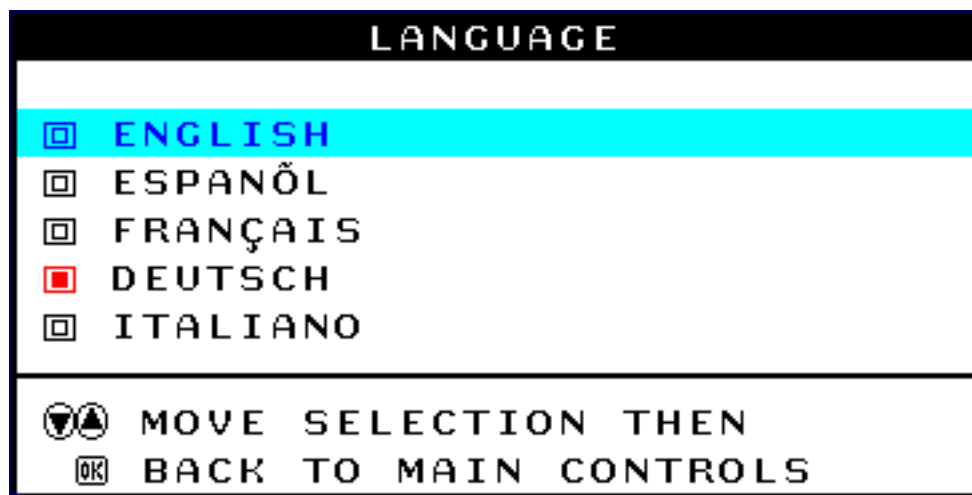 LANGUAGE
ENGLISH
ESPANÕL
FRANÇAIS
DEUTSCH
ITALIANO
MOVE SELECTION THEN
OK BACK TO MAIN CONTROLS